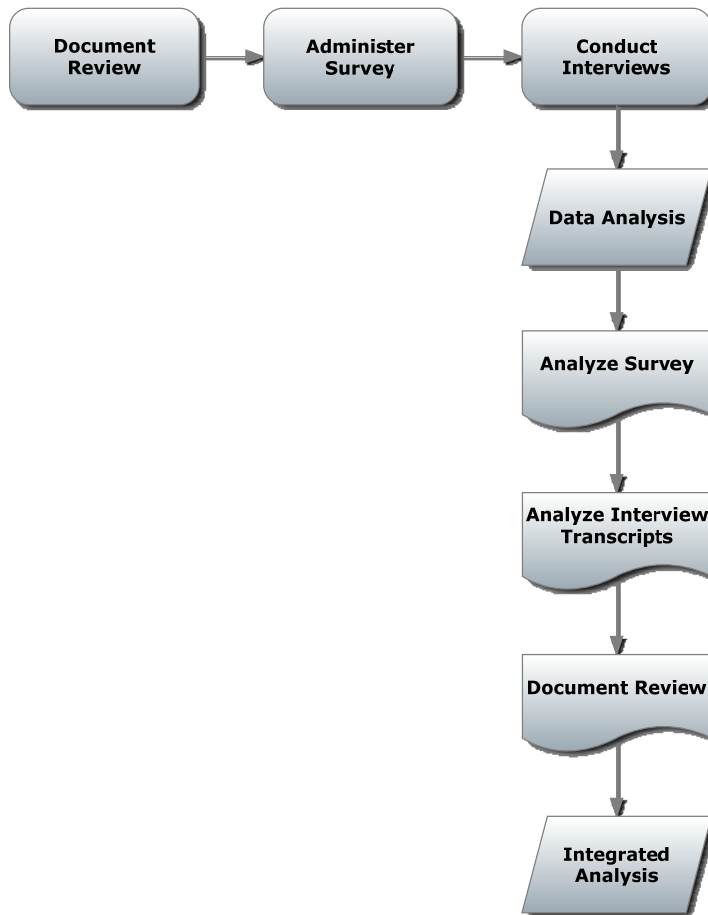 Document
Review
Administer
Survey
Conduct
Interviews
Data Analysis
Analyze Survey
Analyze Interview
Transcripts
Document Review
Integrated
Analysis